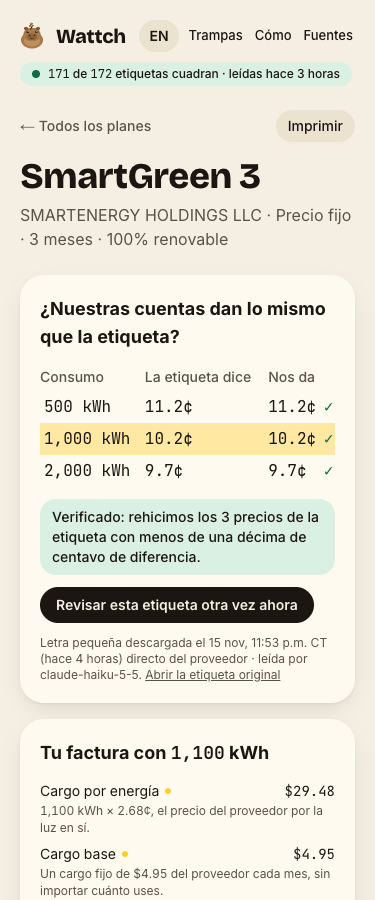 Wattch EN Trampas Cómo Fuentes
171 de 172 etiquetas cuadran · leídas hace 3 horas
← Todos los planes Imprimir
SmartGreen 3
SMARTENERGY HOLDINGS LLC · Precio fijo
· 3 meses · 100% renovable
¿Nuestras cuentas dan lo mismo
que la etiqueta?
Consumo La etiqueta dice Nos da
500 kWh 11.2¢ 11.2¢ ✓
1,000 kWh 10.2¢ 10.2¢ ✓
2,000 kWh 9.7¢ 9.7¢ ✓
Verificado: rehicimos los 3 precios de la
etiqueta con menos de una décima de
centavo de diferencia.
Revisar esta etiqueta otra vez ahora
Letra pequeña descargada el 15 nov, 11:53 p.m. CT
(hace 4 horas) directo del proveedor · leída por
claude-haiku-5-5. Abrir la etiqueta original
Tu factura con 1,100 kWh
Cargo por energía $29.48
1,100 kWh × 2.68¢, el precio del proveedor por la
luz en sí.
Cargo base $4.95
Un cargo fijo de $4.95 del proveedor cada mes, sin
importar cuánto uses.